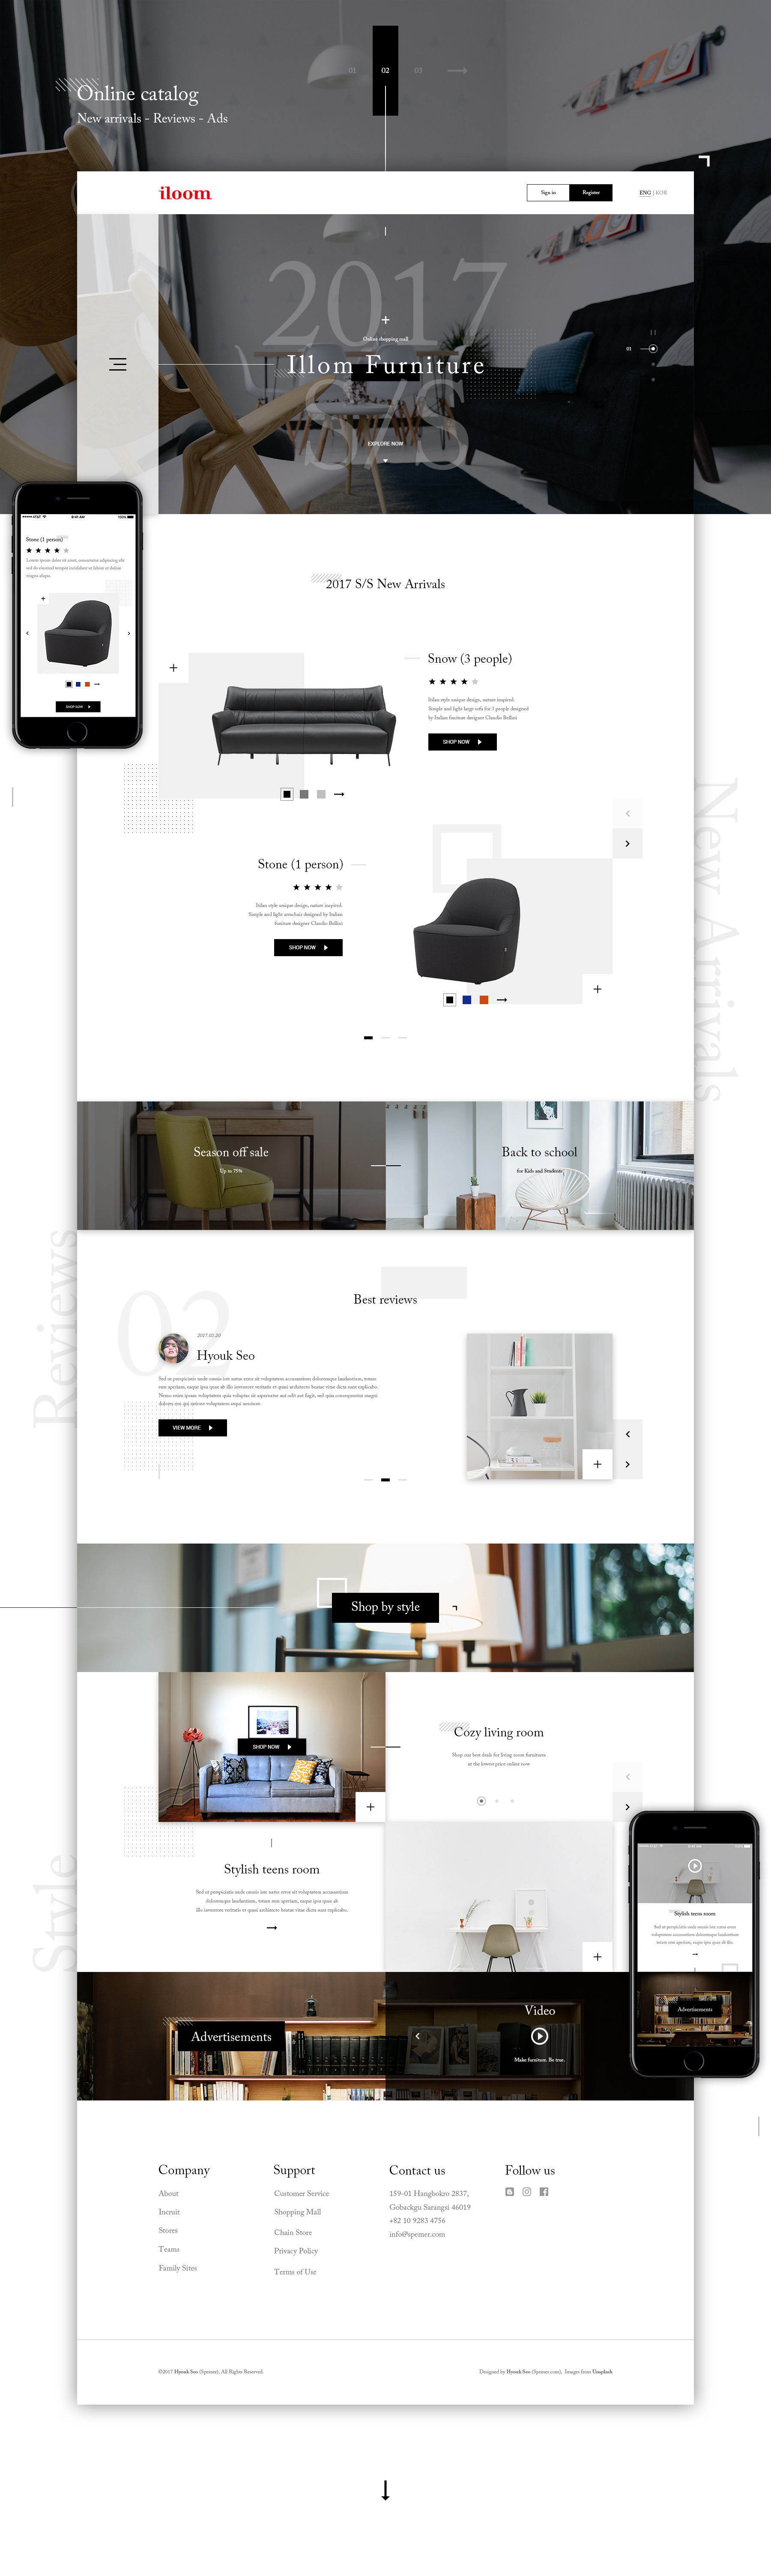 01
02
03
Online catalog
New arrivals - Reviews - Ads
iloom
Sign in
Register
ENG | KOR
2017
Online shopping mall
Illom Furniture
S/S
EXPLORE NOW
01
9:41 AM
100%
Stone (1 person)
Lorem ipsum dolor sit amet, consectetur adipiscing elit
sed do eiusmod tempor incididunt ut labore et dolore
magna aliqua.
SHOP NOW
2017 S/S New Arrivals
Snow (3 people)
Itilan style unique design, nature inspired.
Simple and light large sofa for 3 people designed
by Italian funiture designer Claudio Bellini
SHOP NOW
New Arrivals
Stone (1 person)
Itilan style unique design, nature inspired.
Simple and light armchair designed by Italian
funiture designer Claudio Bellini
SHOP NOW
Season off sale
Up to 75%
Back to school
for Kids and Students
Reviews
Best reviews
02
2017.03.20
Hyouk Seo
Sed ut perspiciatis unde omnis iste natus error sit voluptatem accusantium doloremque laudantium, totam
rem aperiam, eaque ipsa quae ab illo inventore veritatis et quasi architecto beatae vitae dicta sunt explicabo.
Nemo enim ipsam voluptatem quia voluptas sit aspernatur aut odit aut fugit, sed quia consequuntur magni
dolores eos qui ratione voluptatem sequi nesciunt.
VIEW MORE
Shop by style
SHOP NOW
Cozy living room
Shop our best deals for living room furnitures
at the lowest price online now
Style
Stylish teens room
Sed ut perspiciatis unde omnis iste natus error sit voluptatem accusantium
doloremque laudantium, totam rem aperiam, eaque ipsa quae ab
illo inventore veritatis et quasi architecto beatae vitae dicta sunt explicabo.
Stylish teens room
Sed ut perspiciatis unde omnis iste natus error
voluptatem accusantium doloremque laudantium
totam rem aperiam, eaque ipsa quae ab illo
Advertisements
Advertisements
Video
Make furniture. Be true.
Company
About
Incruit
Stores
Teams
Family Sites
Support
Customer Service
Shopping Mall
Chain Store
Privacy Policy
Terms of Use
Contact us
159-01 Hangbokro 2837,
Gobackgu Sarangsi 46019
+82 10 9283 4756
info@spemer.com
Follow us
©2017 Hyouk Seo (Spemer), All Rights Reserved.
Designed by Hyouk Seo (Spemer.com), Images from Unsplash